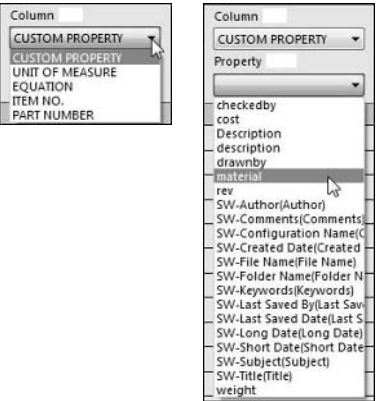 Column
CUSTOM PROPERTY
CUSTOM PROPERTY
UNIT OF MEASURE
EQUATION
ITEM NO.
PART NUMBER
Column
CUSTOM PROPERTY
Property
checkedby
cost
Description
description
drawnby
material
rev
SW-Author(Author)
SW-Comments(Comments)
SW-Configuration Name(C
SW-Created Date(Created
SW-File Name(File Name)
SW-Folder Name(Folder N
SW-Keywords(Keywords)
SW-Last Saved By(Last Sav
SW-Last Saved Date(Last S
SW-Long Date(Long Date)
SW-Short Date(Short Date
SW-Subject(Subject)
SW-Title(Title)
weight